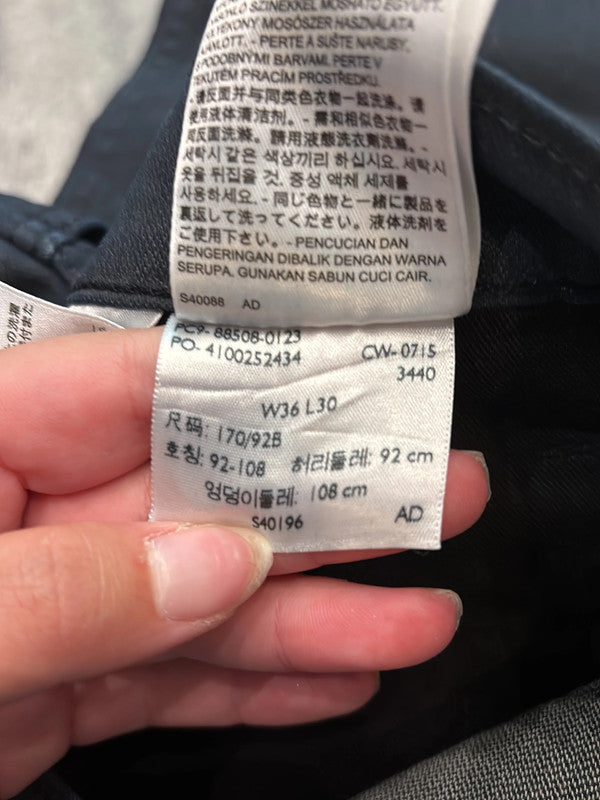 SZÍNEKKEL MOSHATÓ EGYÜTT.
MOSÓSZER HASZNÁLATA
- PERTE A SUŠTE NARUBY,
PODOBNÝMI BARVAMI. PERTE V
TEKUTÉM PRACÍM PROSTŘEDKU.
- 请反面并与同类色衣物一起洗涤。请
液体清洁剂。- 需和相似色衣物
同反面洗滌。請用液態洗衣劑洗滌。-
세탁시 같은 색상끼리 하십시요. 세탁시
옷을 뒤집을 것. 중성 액체 세제를
사용하세요. - 同じ色物と一緒に製品を
裏返して洗ってください。液体洗剤を
ご使用下さい。- PENCUCIAN DAN
PENGERINGAN DIBALIK DENGAN WARNA
SERUPA. GUNAKAN SABUN CUCI CAIR.
S40088 AD
PC9- 88508-0123
PO- 4100252434 CW- 0715
3440
W36 L30
尺码: 170/92B
호칭: 92-108 허리둘레: 92 cm
엉덩이둘레: 108 cm
S40196 AD